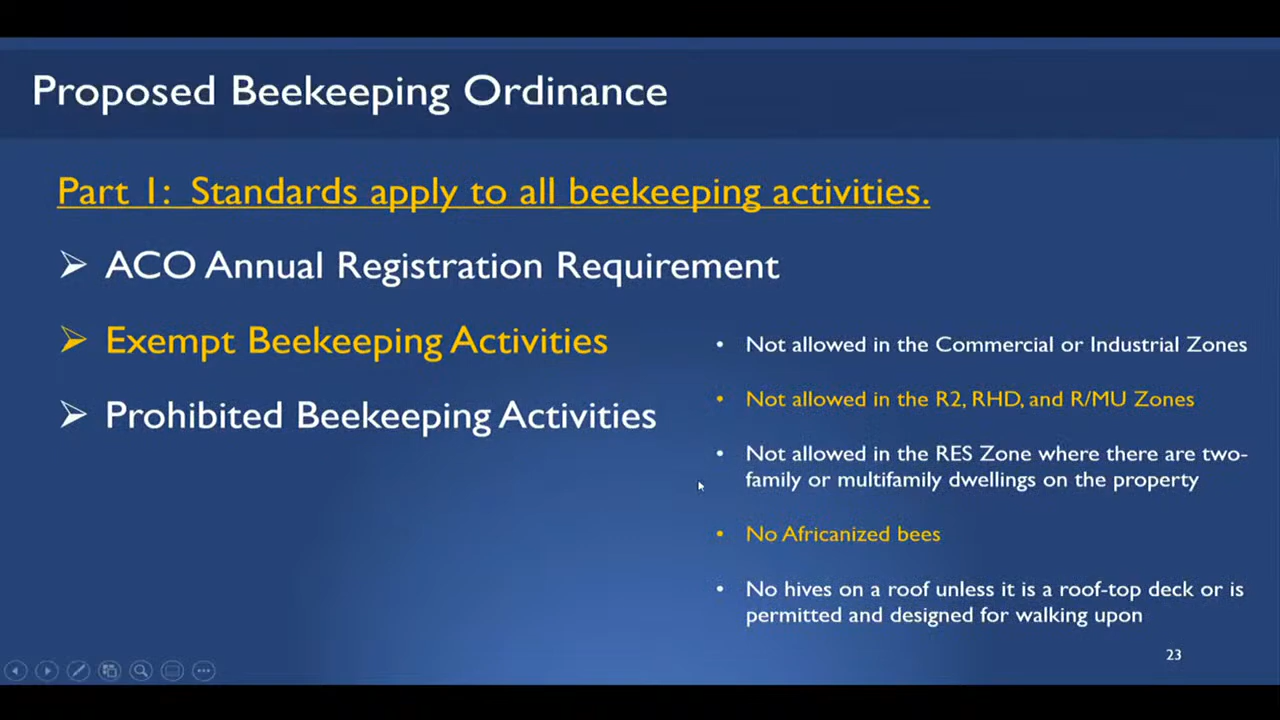 Proposed Beekeeping Ordinance
Part 1: Standards apply to all beekeeping activities.
➢ ACO Annual Registration Requirement
➢ Exempt Beekeeping Activities
➢ Prohibited Beekeeping Activities
• Not allowed in the Commercial or Industrial Zones
• Not allowed in the R2, RHD, and R/MU Zones
• Not allowed in the RES Zone where there are two-
family or multifamily dwellings on the property
• No Africanized bees
• No hives on a roof unless it is a roof-top deck or is
permitted and designed for walking upon
23